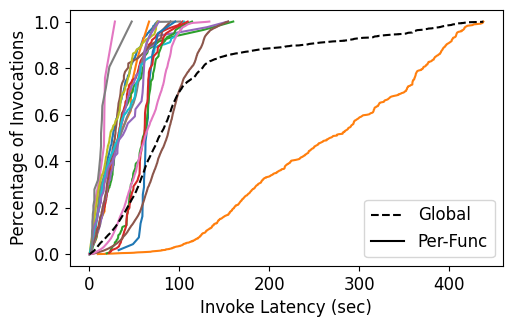 1.0
0.8
0.6
0.4
0.2
0.0
Percentage of Invocations
0 100 200 300 400
Invoke Latency (sec)
Global
Per-Func